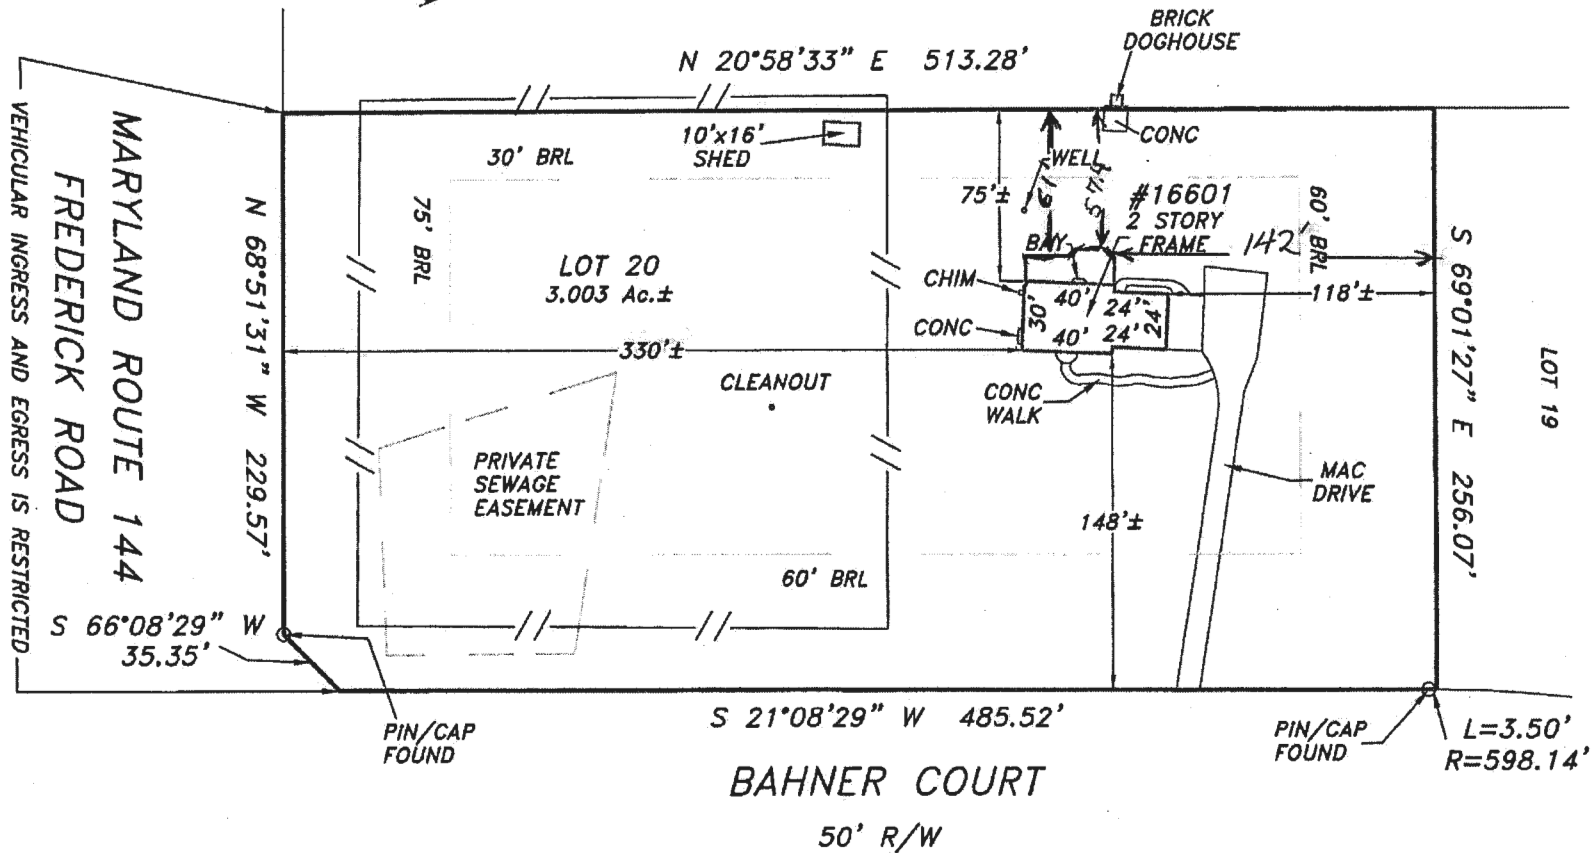 BRICK
DOGHOUSE
N 20°58'33" E 513.28'
CONC
10'x16'
SHED
30' BRL
WELL
75'±
61'
57.4
#16601
2 STORY
FRAME
142'
60' BRL
BAY
CHIM
CONC
40'
30'
24'
24'
40'
24'
118'±
VEHICULAR INGRESS AND EGRESS IS RESTRICTED
MARYLAND ROUTE 144
FREDERICK ROAD
N 68°51'31" W 229.57'
75' BRL
LOT 20
3.003 Ac.±
330'±
CLEANOUT
CONC
WALK
PRIVATE
SEWAGE
EASEMENT
148'±
MAC
DRIVE
60' BRL
S 69°01'27" E 256.07'
LOT 19
S 66°08'29" W
35.35'
PIN/CAP
FOUND
S 21°08'29" W 485.52'
PIN/CAP
FOUND
L=3.50'
R=598.14'
BAHNER COURT
50' R/W